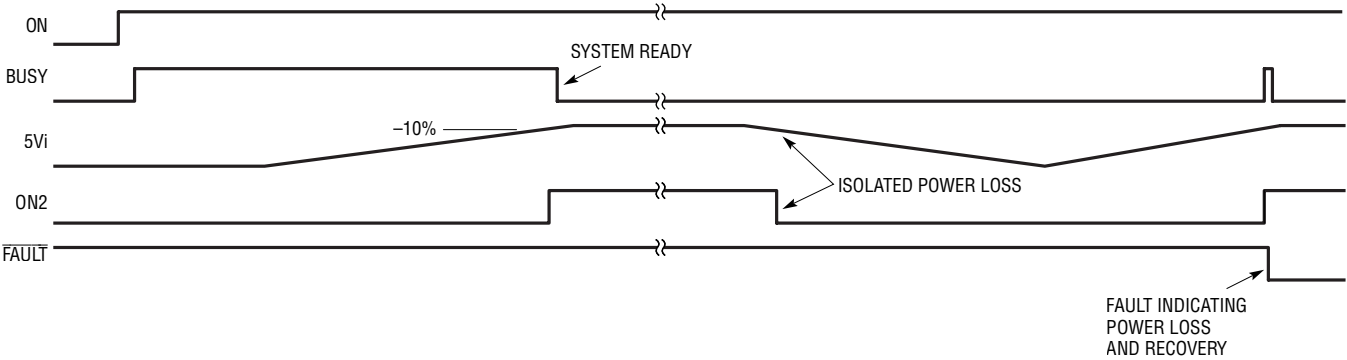 ON
BUSY
SYSTEM READY
5Vi
–10%
ISOLATED POWER LOSS
ON2
FAULT
FAULT INDICATING
POWER LOSS
AND RECOVERY